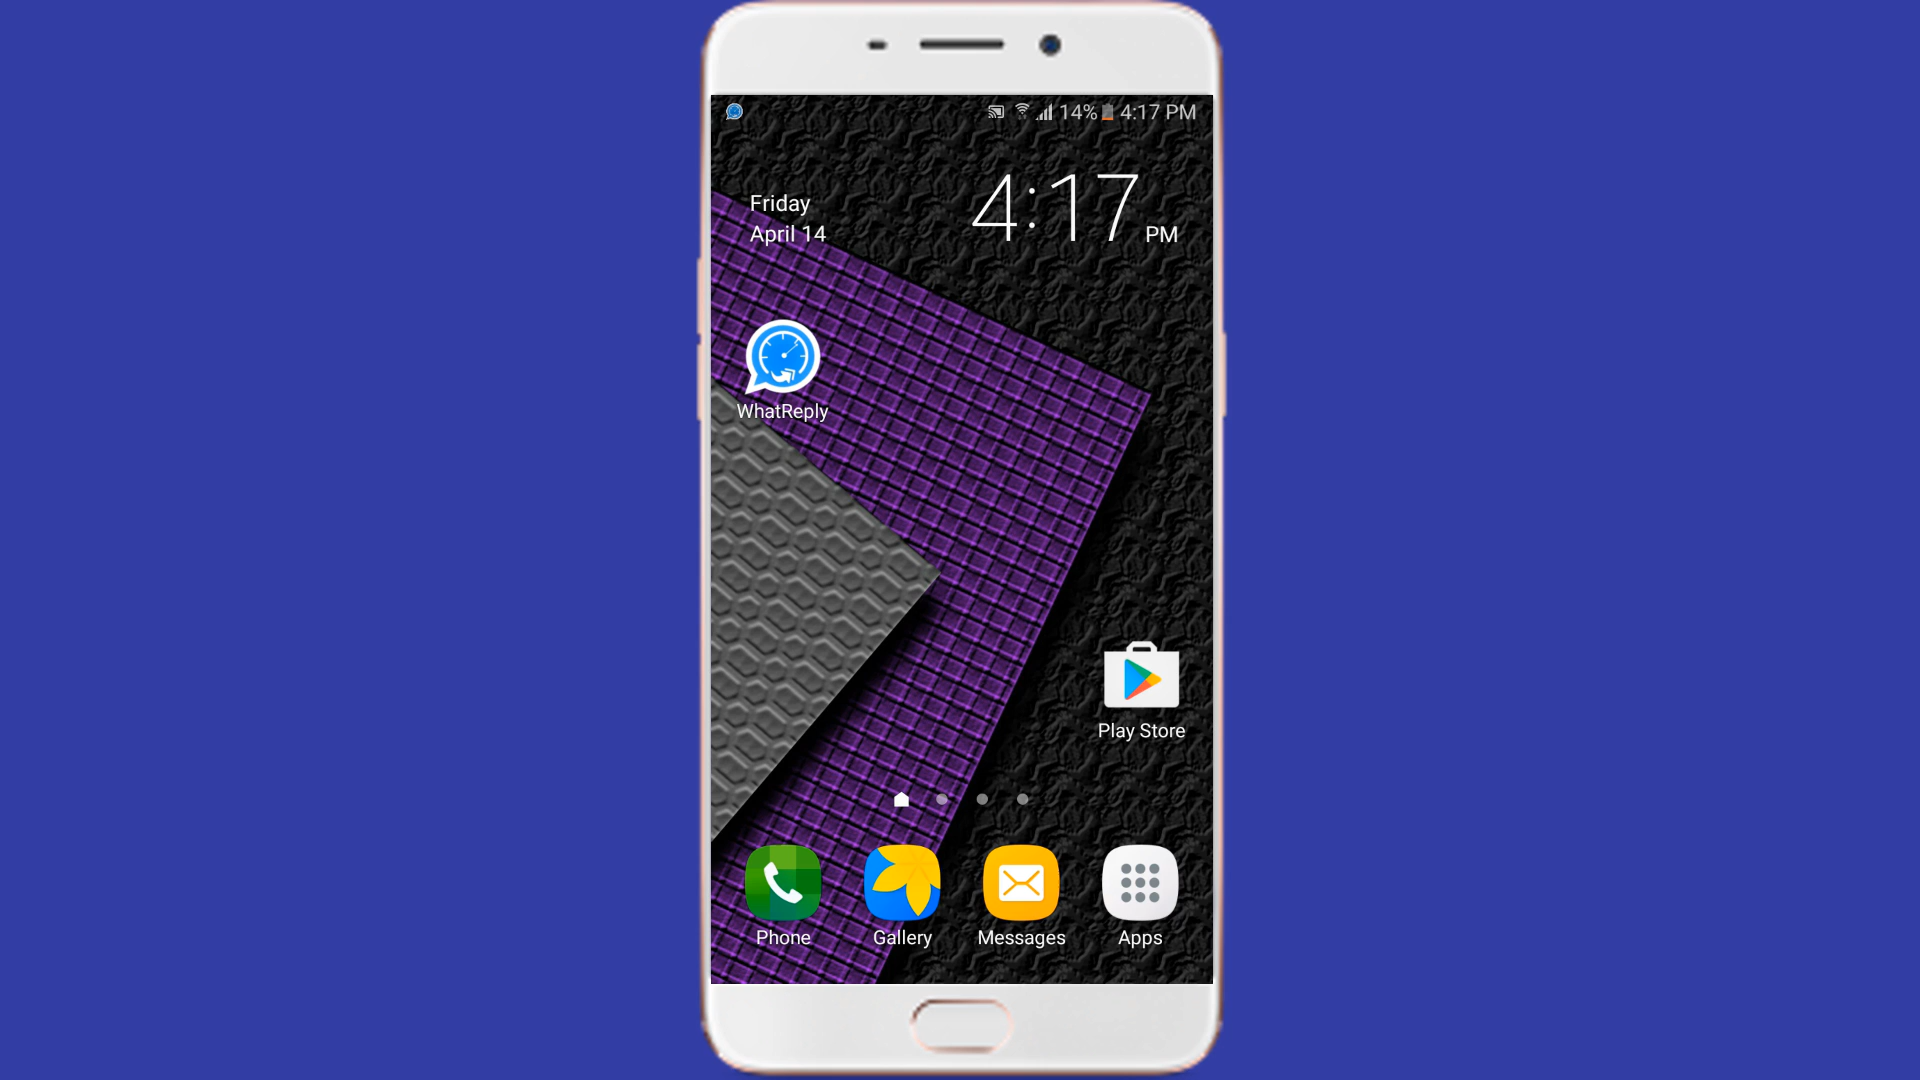 14% 4:17 PM
Friday
April 14
4:17 PM
WhatReply
Play Store
Phone
Gallery
Messages
Apps